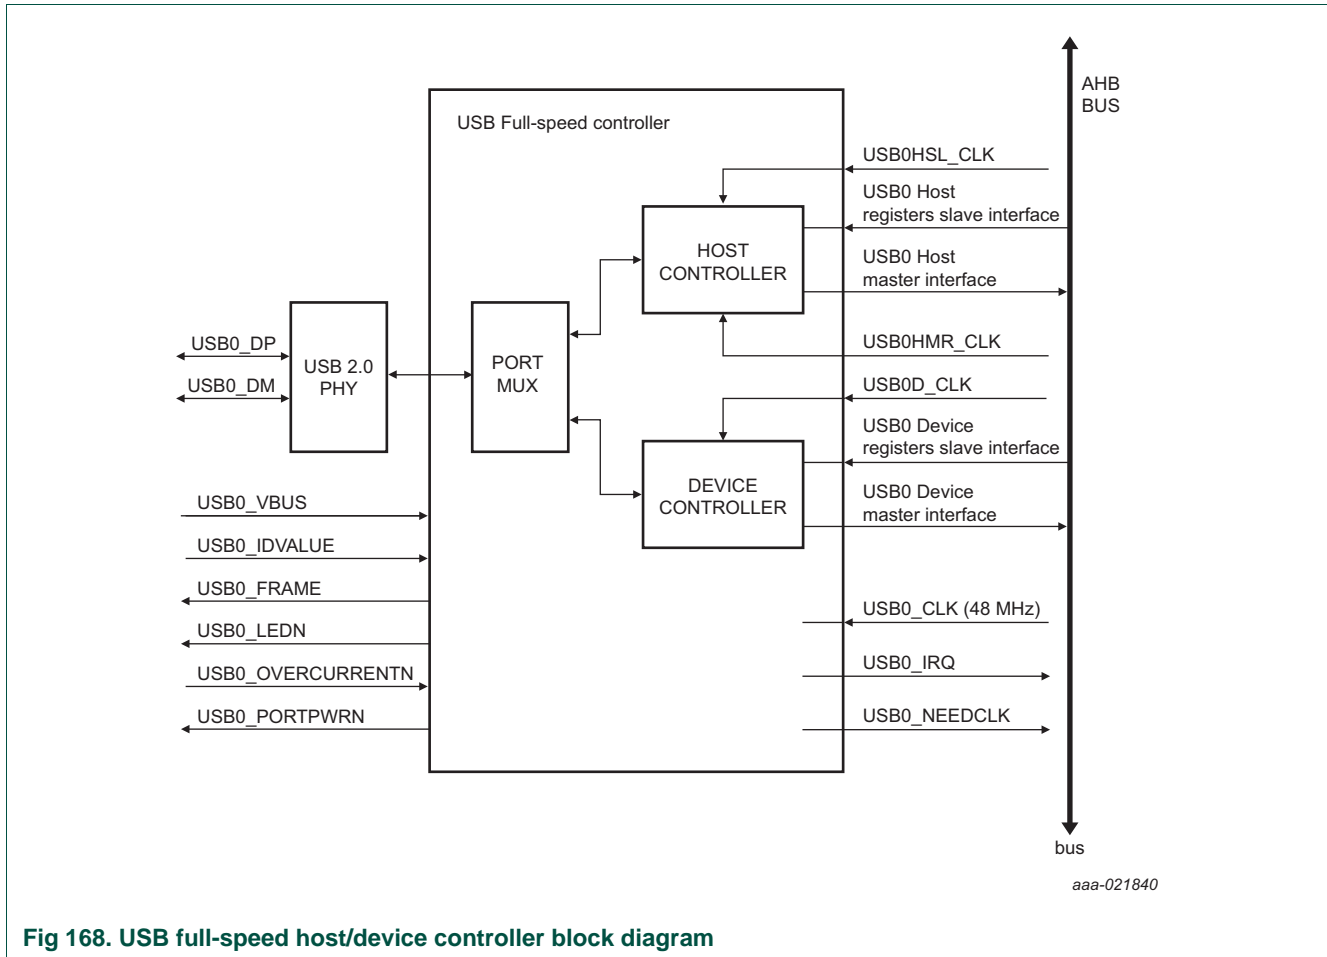 AHB
BUS
USB Full-speed controller
USB0HSL_CLK
USB0 Host
registers slave interface
HOST
CONTROLLER
USB0 Host
master interface
USB0_DP
USB0_DM
USB 2.0
PHY
PORT
MUX
USB0HMR_CLK
USB0D_CLK
USB0 Device
registers slave interface
DEVICE
CONTROLLER
USB0 Device
master interface
USB0_VBUS
USB0_IDVALUE
USB0_FRAME
USB0_LEDN
USB0_OVERCURRENTN
USB0_PORTPWRN
USB0_CLK (48 MHz)
USB0_IRQ
USB0_NEEDCLK
bus
aaa-021840
Fig 168. USB full-speed host/device controller block diagram